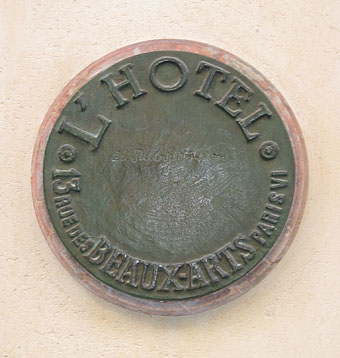 L'HOTEL
13 RUE DES BEAUX-ARTS PARIS VI